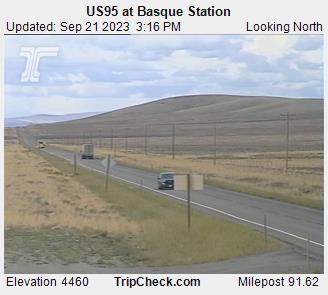 US95 at Basque Station
Updated: Sep 21 2023 3:16 PM Looking North
Elevation 4460 TripCheck.com Milepost 91.62